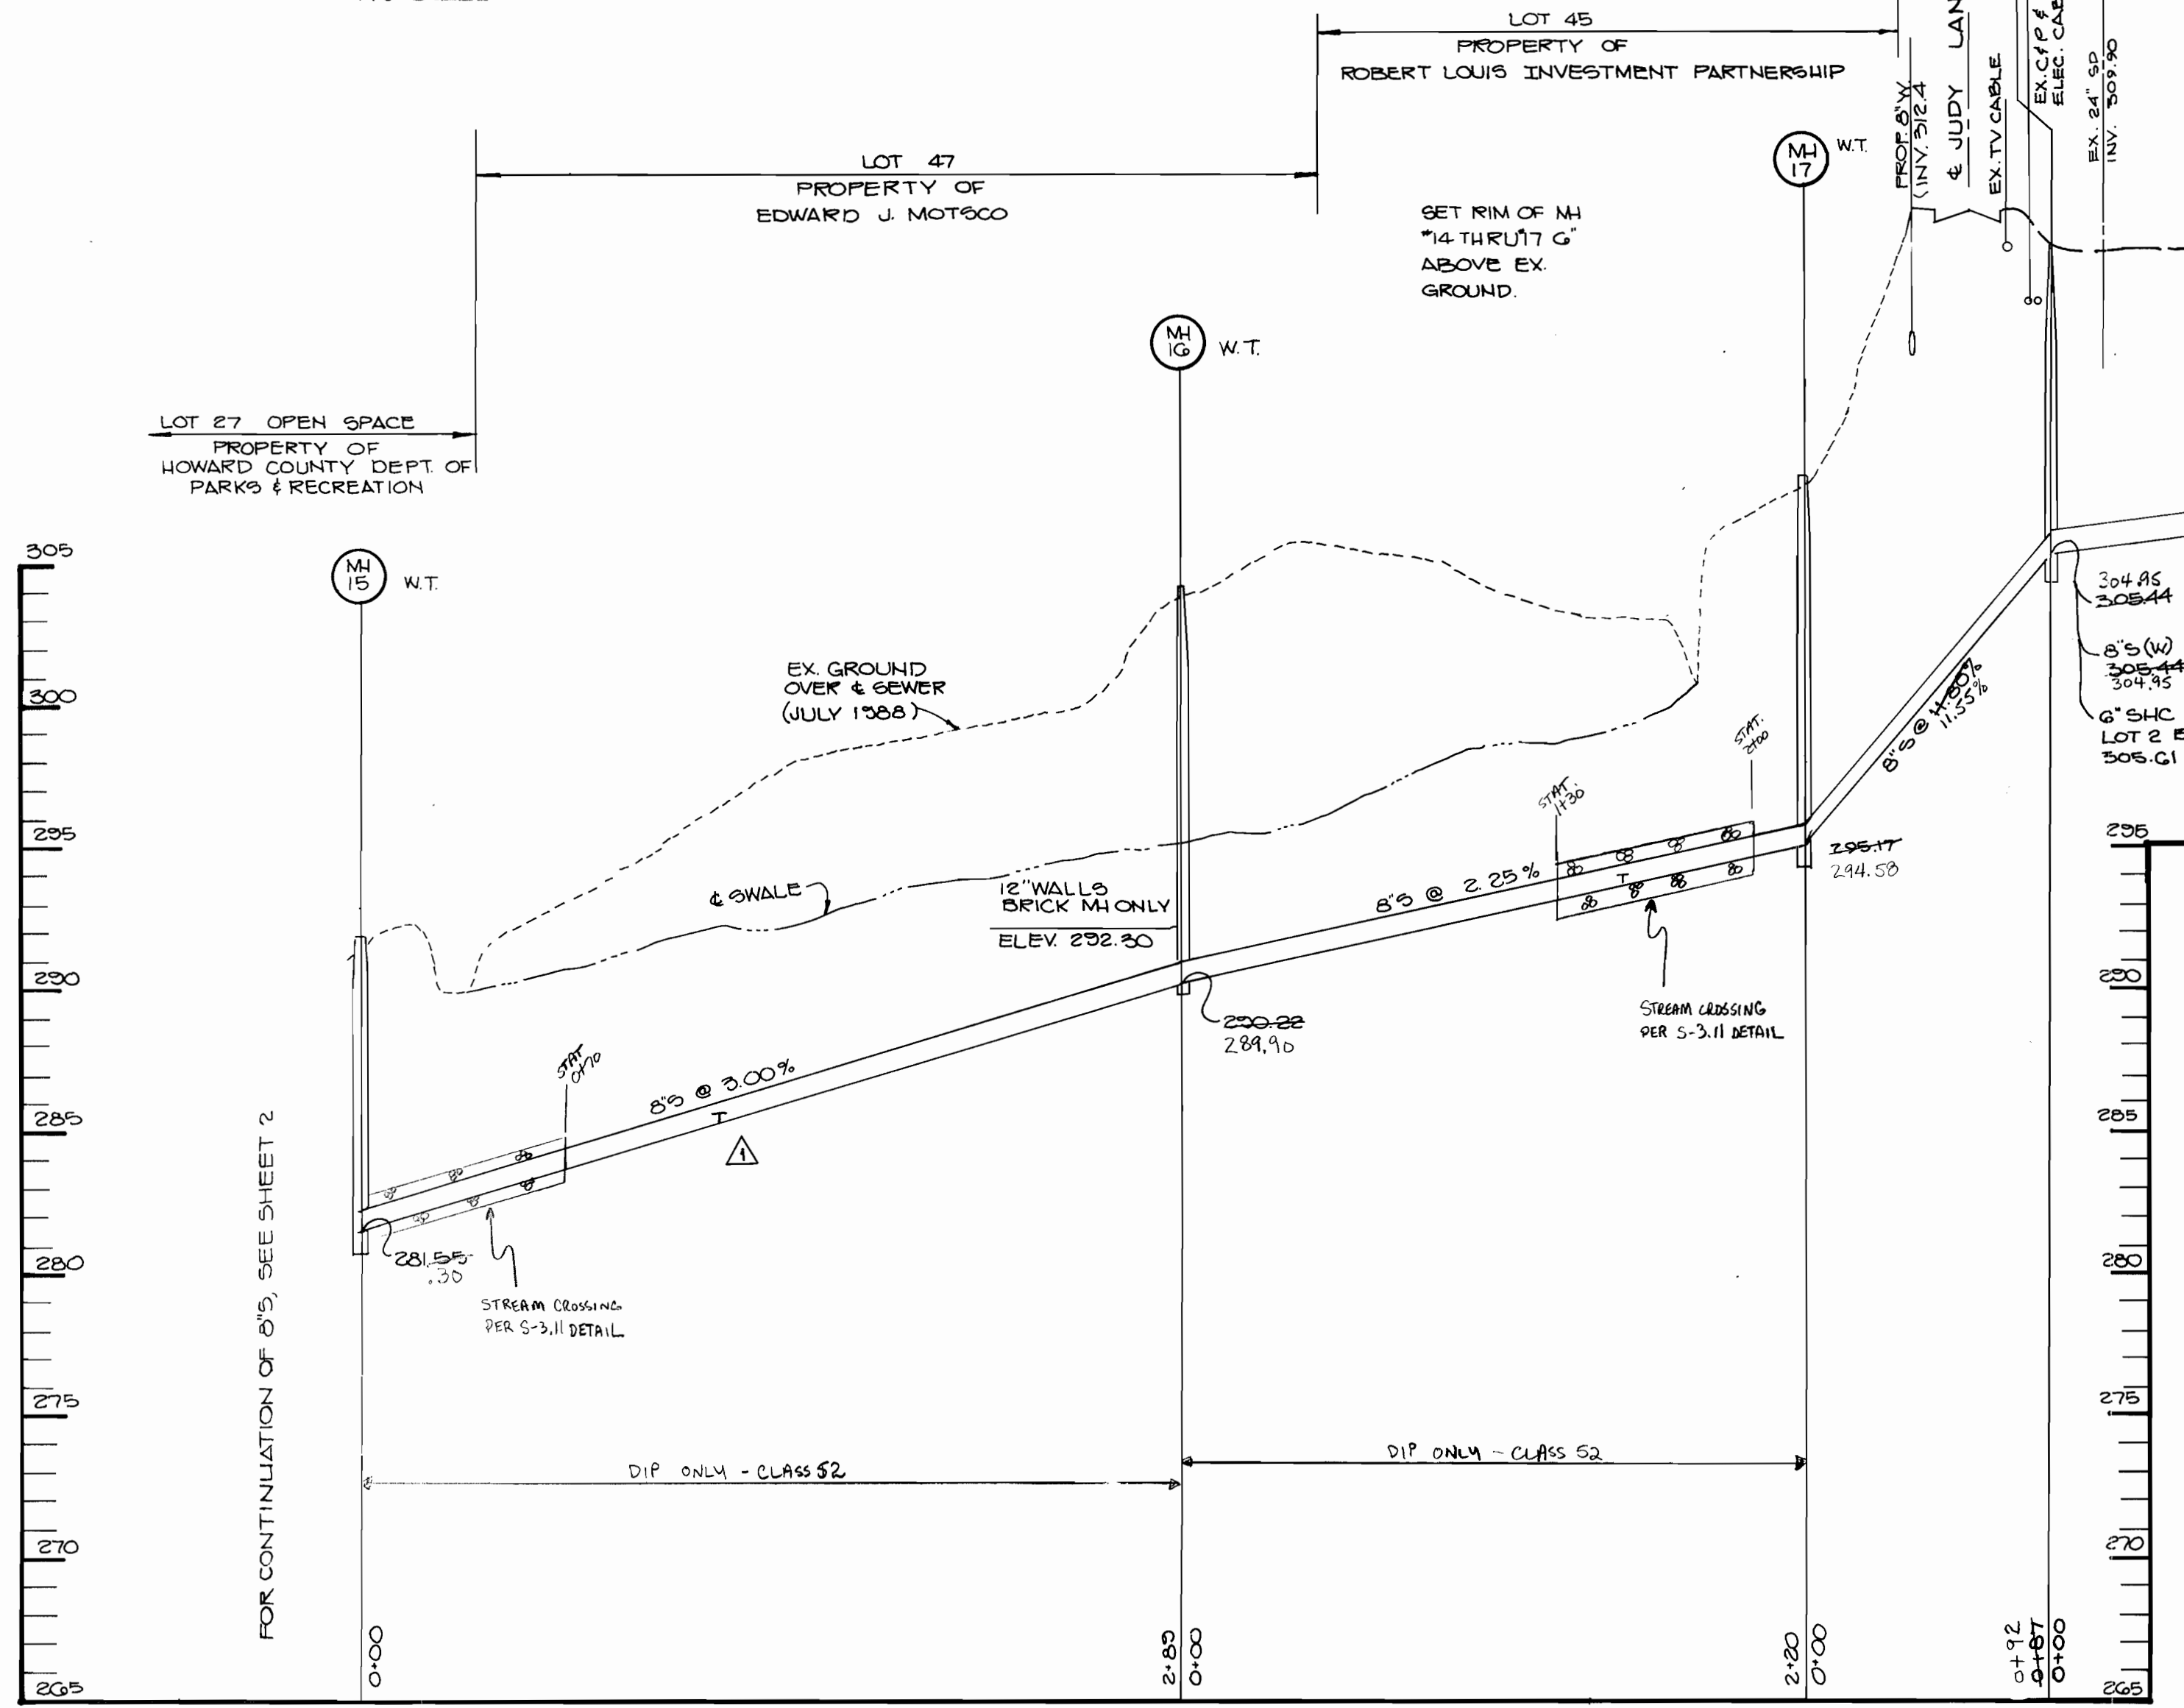 LOT 45
PROPERTY OF
ROBERT LOUIS INVESTMENT PARTNERSHIP
LOT 47
PROPERTY OF
EDWARD J. MOTSCO
LOT 27 OPEN SPACE
PROPERTY OF
HOWARD COUNTY DEPT. OF
PARKS & RECREATION
SET RIM OF MH
#14 THRU #17 6"
ABOVE EX.
GROUND.
MH
17
W.T.
MH
16
W.T.
MH
15
W.T.
PROP. 8" W.
(INV. 312.4
℄ JUDY LAN
EX. TV CABLE
EX. C&P &
ELEC. CAB
EX. 24" SD
INV. 309.90
EX. GROUND
OVER ℄ SEWER
(JULY 1988)
℄ SWALE
12" WALLS
BRICK MH ONLY
ELEV. 292.30
8"S @ 3.00%
T
1
8"S @ 2.25%
T
8"S @ 11.80%
11.55%
STAT.
0+70
STAT.
1+30
STAT.
2+00
304.95
305.44
8"S (W)
305.44
304.95
6" SHC
LOT 2 E
305.61
295.17
294.58
290.22
289.90
281.55
.30
STREAM CROSSING
PER S-3.11 DETAIL
STREAM CROSSING
PER S-3.11 DETAIL
DIP ONLY - CLASS 52
DIP ONLY - CLASS 52
FOR CONTINUATION OF 8"S, SEE SHEET 2
305
300
295
290
285
280
275
270
265
295
290
285
280
275
270
265
0+00
2+89
0+00
2+20
0+00
0+92
0+87
0+00